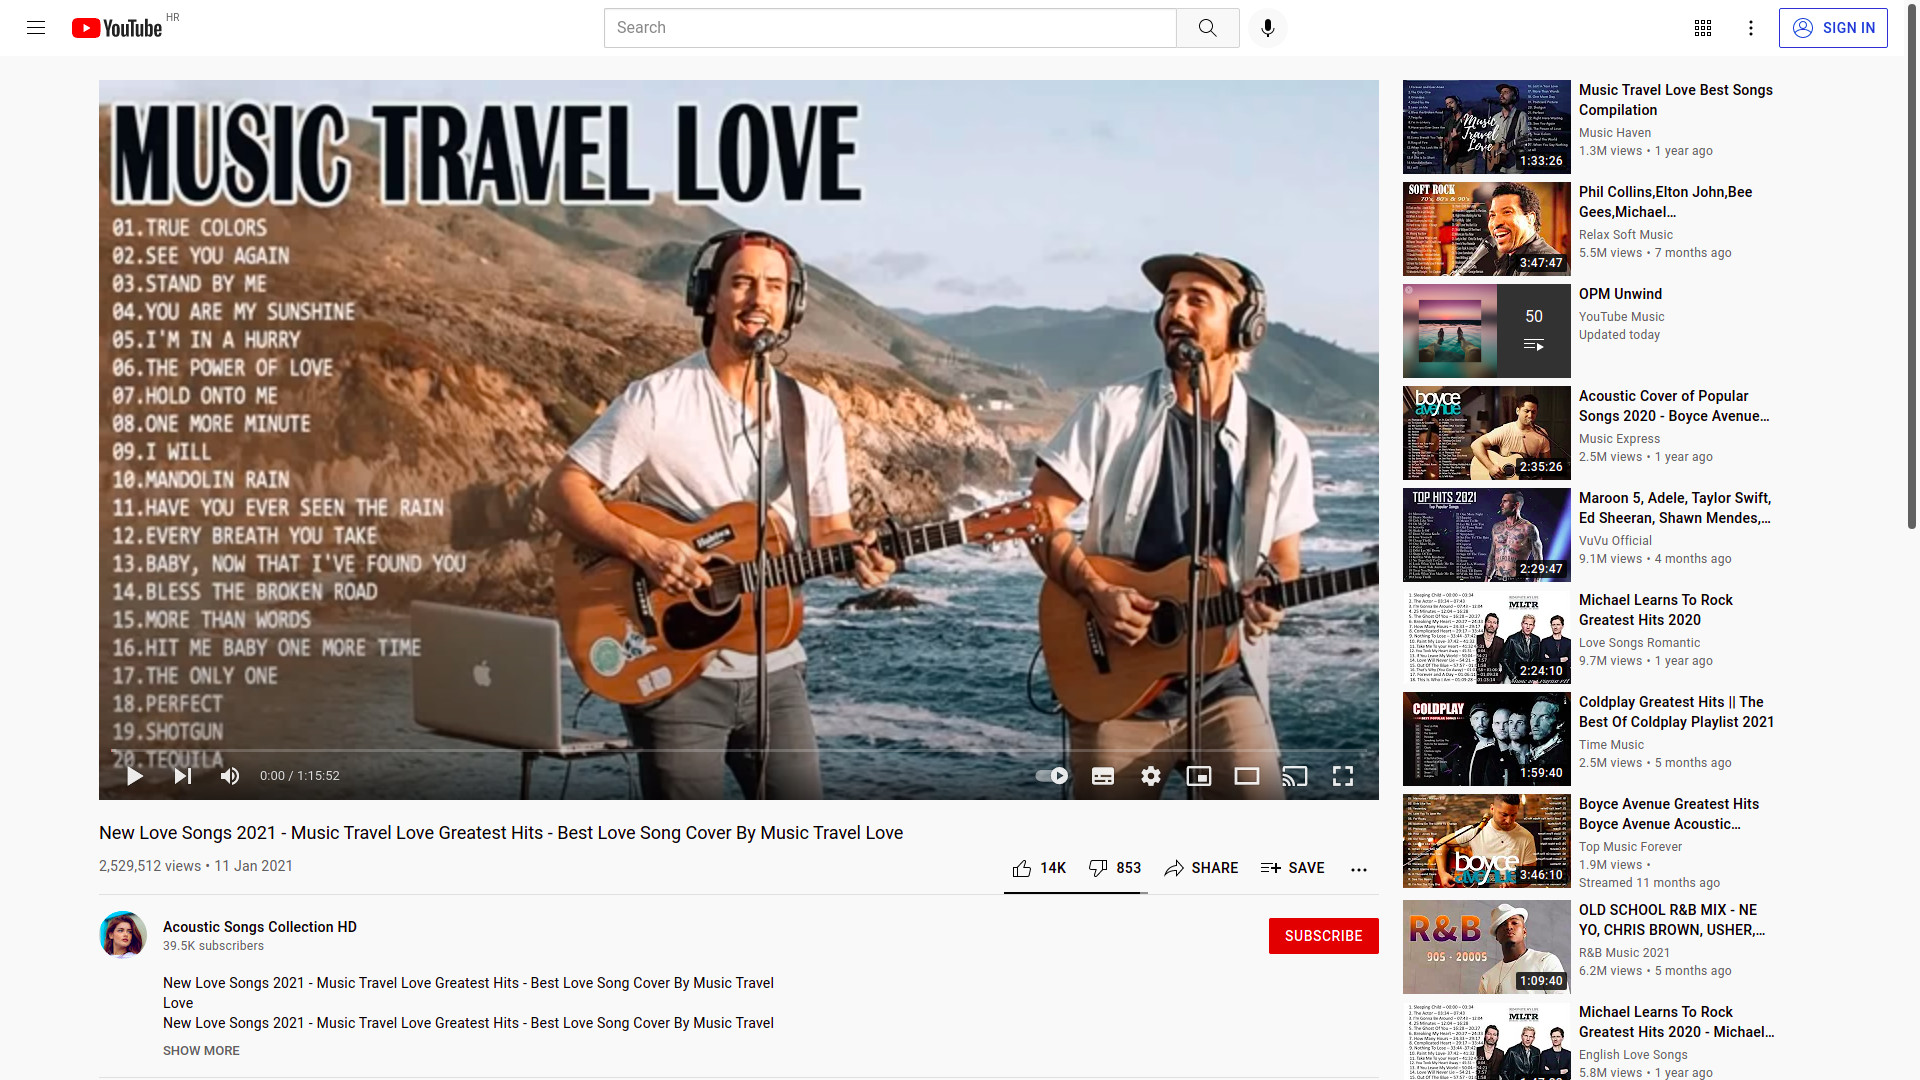 YouTube HR
Search
SIGN IN
MUSIC TRAVEL LOVE
01.TRUE COLORS
02.SEE YOU AGAIN
03.STAND BY ME
04.YOU ARE MY SUNSHINE
05.I'M IN A HURRY
06.THE POWER OF LOVE
07.HOLD ONTO ME
08.ONE MORE MINUTE
09.I WILL
10.MANDOLIN RAIN
11.HAVE YOU EVER SEEN THE RAIN
12.EVERY BREATH YOU TAKE
13.BABY, NOW THAT I'VE FOUND YOU
14.BLESS THE BROKEN ROAD
15.MORE THAN WORDS
16.HIT ME BABY ONE MORE TIME
17.THE ONLY ONE
18.PERFECT
19.SHOTGUN
20.TEQUILA
0:00 / 1:15:52
New Love Songs 2021 - Music Travel Love Greatest Hits - Best Love Song Cover By Music Travel Love
2,529,512 views • 11 Jan 2021
14K
853
SHARE
SAVE
Acoustic Songs Collection HD
39.5K subscribers
SUBSCRIBE
New Love Songs 2021 - Music Travel Love Greatest Hits - Best Love Song Cover By Music Travel
Love
New Love Songs 2021 - Music Travel Love Greatest Hits - Best Love Song Cover By Music Travel
SHOW MORE
Music Travel Love
1:33:26
Music Travel Love Best Songs
Compilation
Music Haven
1.3M views • 1 year ago
SOFT ROCK
70's, 80's & 90's
3:47:47
Phil Collins,Elton John,Bee
Gees,Michael...
Relax Soft Music
5.5M views • 7 months ago
50
OPM Unwind
YouTube Music
Updated today
boyce
avenue
2:35:26
Acoustic Cover of Popular
Songs 2020 - Boyce Avenue...
Music Express
2.5M views • 1 year ago
TOP HITS 2021
Top Popular Songs
2:29:47
Maroon 5, Adele, Taylor Swift,
Ed Sheeran, Shawn Mendes,...
VuVu Official
9.1M views • 4 months ago
MLTR
2:24:10
Michael Learns To Rock
Greatest Hits 2020
Love Songs Romantic
9.7M views • 1 year ago
COLDPLAY
1:59:40
Coldplay Greatest Hits || The
Best Of Coldplay Playlist 2021
Time Music
2.5M views • 5 months ago
boyce
avenue
3:46:10
Boyce Avenue Greatest Hits
Boyce Avenue Acoustic...
Top Music Forever
1.9M views •
Streamed 11 months ago
R&B
90S - 2000S
1:09:40
OLD SCHOOL R&B MIX - NE
YO, CHRIS BROWN, USHER,...
R&B Music 2021
6.2M views • 5 months ago
MLTR
Michael Learns To Rock
Greatest Hits 2020 - Michael...
English Love Songs
5.8M views • 1 year ago